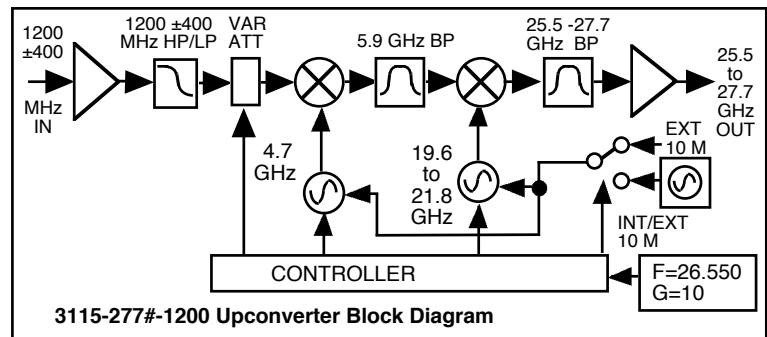 1200
±400
MHz
IN
1200 ±400
MHz HP/LP
VAR
ATT
5.9 GHz BP
25.5 -27.7
GHz BP
25.5
to
27.7
GHz
OUT
4.7
GHz
19.6
to
21.8
GHz
EXT
10 M
INT/EXT
10 M
CONTROLLER
F=26.550
G=10
3115-277#-1200 Upconverter Block Diagram